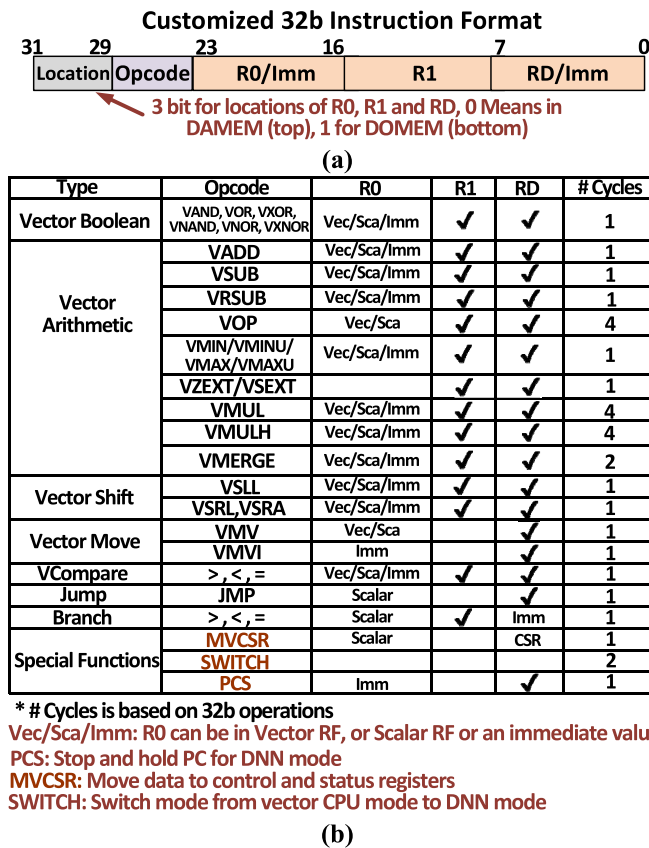 Customized 32b Instruction Format
31 29 23 16 7 0
Location Opcode R0/Imm R1 RD/Imm
3 bit for locations of R0, R1 and RD, 0 Means in
DAMEM (top), 1 for DOMEM (bottom)
(a)
Type Opcode R0 R1 RD # Cycles
Vector Boolean VAND, VOR, VXOR, VNAND, VNOR, VXNOR Vec/Sca/Imm ✓ ✓ 1
Vector Arithmetic VADD Vec/Sca/Imm ✓ ✓ 1
VSUB Vec/Sca/Imm ✓ ✓ 1
VRSUB Vec/Sca/Imm ✓ ✓ 1
VOP Vec/Sca ✓ ✓ 4
VMIN/VMINU/VMAX/VMAXU Vec/Sca/Imm ✓ ✓ 1
VZEXT/VSEXT ✓ ✓ 1
VMUL Vec/Sca/Imm ✓ ✓ 4
VMULH Vec/Sca/Imm ✓ ✓ 4
VMERGE Vec/Sca/Imm ✓ ✓ 2
Vector Shift VSLL Vec/Sca/Imm ✓ ✓ 1
VSRL,VSRA Vec/Sca/Imm ✓ ✓ 1
Vector Move VMV Vec/Sca ✓ 1
VMVI Imm ✓ 1
VCompare > , < , = Vec/Sca/Imm ✓ ✓ 1
Jump JMP Scalar ✓ 1
Branch > , < , = Scalar ✓ Imm 1
Special Functions MVCSR Scalar CSR 1
SWITCH 2
PCS Imm ✓ 1
* # Cycles is based on 32b operations
Vec/Sca/Imm: R0 can be in Vector RF, or Scalar RF or an immediate valu
PCS: Stop and hold PC for DNN mode
MVCSR: Move data to control and status registers
SWITCH: Switch mode from vector CPU mode to DNN mode
(b)